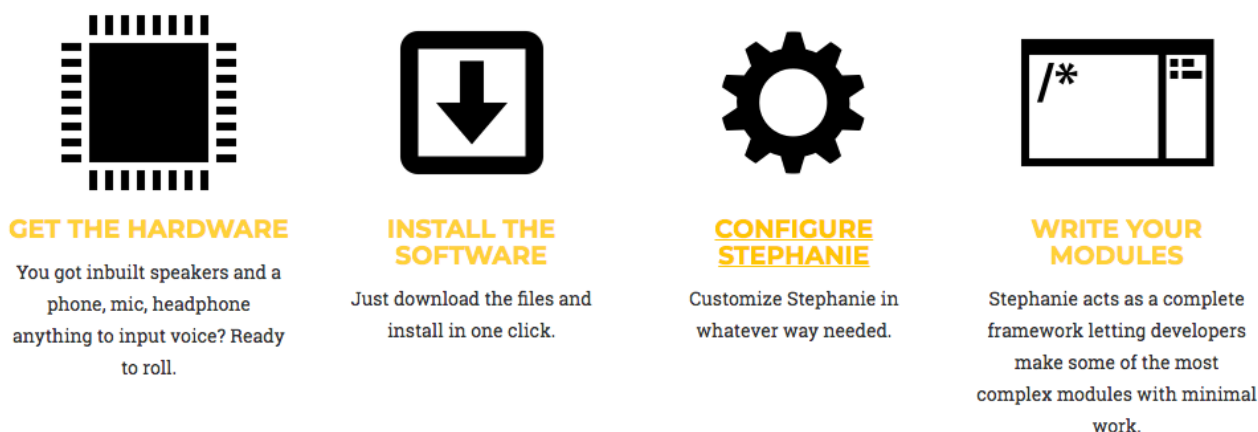 GET THE HARDWARE
You got inbuilt speakers and a
phone, mic, headphone
anything to input voice? Ready
to roll.
INSTALL THE
SOFTWARE
Just download the files and
install in one click.
CONFIGURE
STEPHANIE
Customize Stephanie in
whatever way needed.
/*
WRITE YOUR
MODULES
Stephanie acts as a complete
framework letting developers
make some of the most
complex modules with minimal
work.